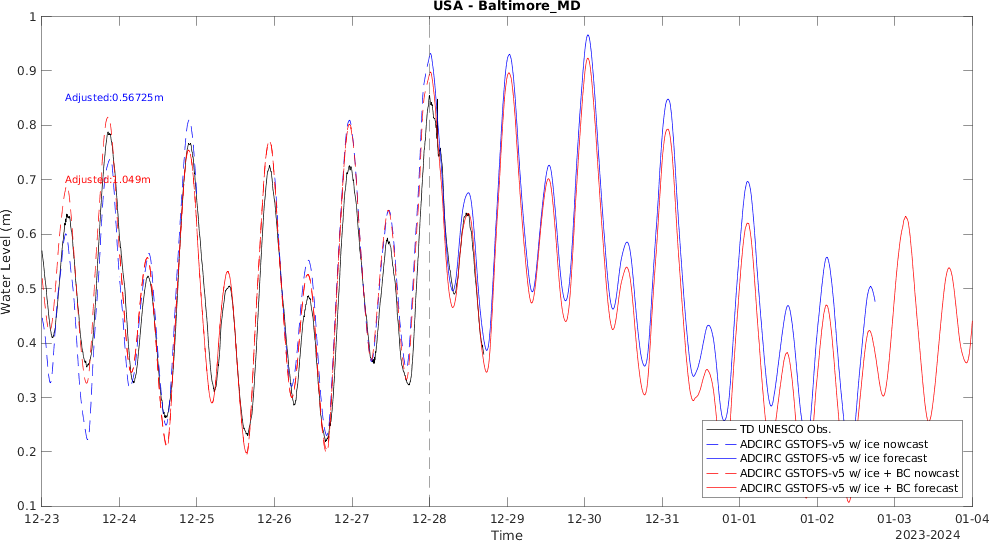 USA - Baltimore_MD
1
0.9
0.8
0.7
0.6
0.5
0.4
0.3
0.2
0.1
Water Level (m)
Adjusted:0.56725m
Adjusted:1.049m
TD UNESCO Obs.
ADCIRC GSTOFS-v5 w/ ice nowcast
ADCIRC GSTOFS-v5 w/ ice forecast
ADCIRC GSTOFS-v5 w/ ice + BC nowcast
ADCIRC GSTOFS-v5 w/ ice + BC forecast
12-23 12-24 12-25 12-26 12-27 12-28 12-29 12-30 12-31 01-01 01-02 01-03 01-04
Time
2023-2024